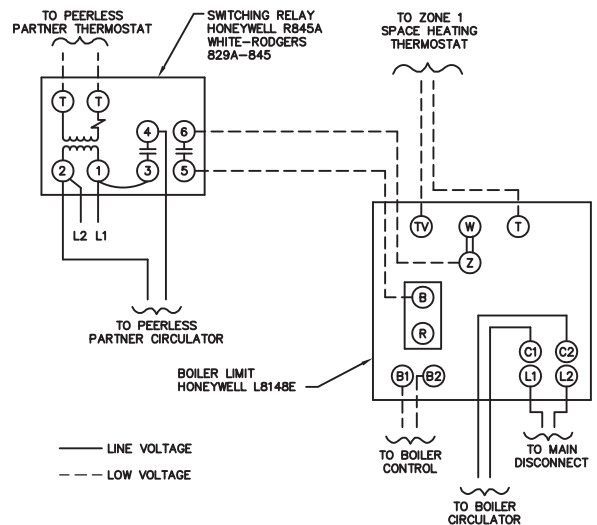 TO PEERLESS
PARTNER THERMOSTAT
SWITCHING RELAY
HONEYWELL R845A
WHITE-RODGERS
829A-845
TO ZONE 1
SPACE HEATING
THERMOSTAT
T
T
4
6
2
1
3
5
L2 L1
TO PEERLESS
PARTNER CIRCULATOR
TV
W
T
Z
B
R
C1
C2
B1
B2
L1
L2
BOILER LIMIT
HONEYWELL L8148E
LINE VOLTAGE
LOW VOLTAGE
TO BOILER
CONTROL
TO MAIN
DISCONNECT
TO BOILER
CIRCULATOR